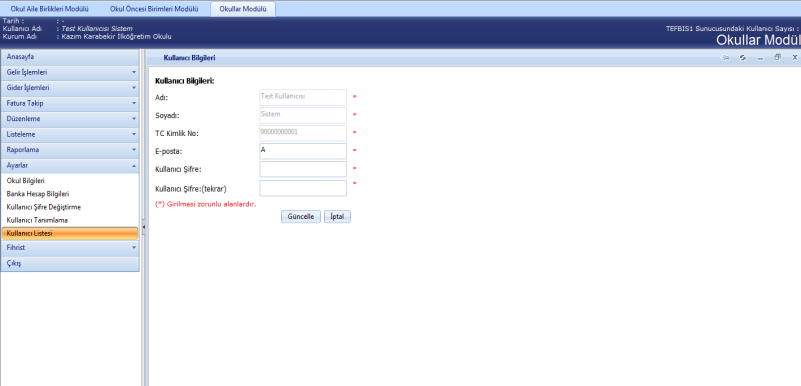 Okul Aile Birlikleri Modülü Okul Öncesi Birimleri Modülü Okullar Modülü
Tarih : : -
Kullanıcı Adı : Test Kullanıcısı Sistem
Kurum Adı : Kazım Karabekir İlköğretim Okulu
TEFBIS1 Sunucusundaki Kullanıcı Sayısı :
Okullar Modül
Anasayfa
Gelir İşlemleri
Gider İşlemleri
Fatura Takip
Düzenleme
Listeleme
Raporlama
Ayarlar
Okul Bilgileri
Banka Hesap Bilgileri
Kullanıcı Şifre Değiştirme
Kullanıcı Tanımlama
Kullanıcı Listesi
Fihrist
Çıkış
Kullanıcı Bilgileri
Kullanıcı Bilgileri:
Adı: Test Kullanıcısı *
Soyadı: Sistem *
TC Kimlik No: 90000000001 *
E-posta: A *
Kullanıcı Şifre: *
Kullanıcı Şifre:(tekrar) *
(*) Girilmesi zorunlu alanlardır.
Güncelle İptal